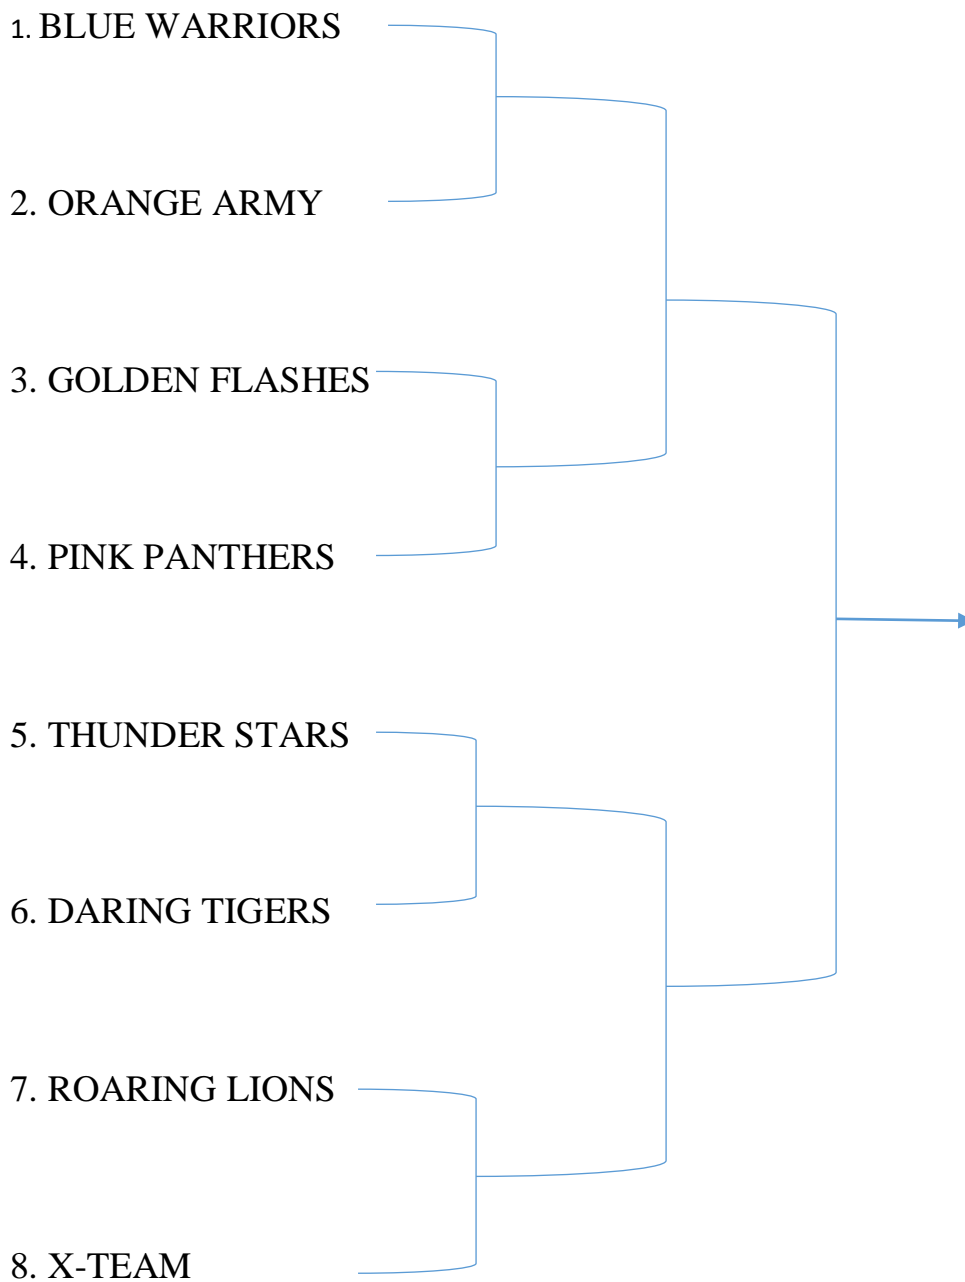 1. BLUE WARRIORS
2. ORANGE ARMY
3. GOLDEN FLASHES
4. PINK PANTHERS
5. THUNDER STARS
6. DARING TIGERS
7. ROARING LIONS
8. X-TEAM